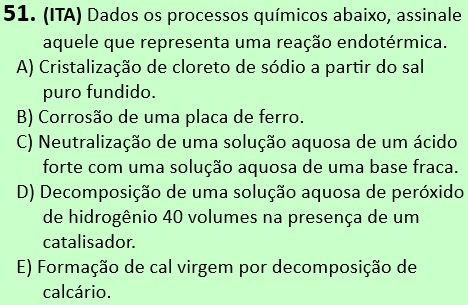 51. (ITA) Dados os processos químicos abaixo, assinale
aquele que representa uma reação endotérmica.
A) Cristalização de cloreto de sódio a partir do sal
puro fundido.
B) Corrosão de uma placa de ferro.
C) Neutralização de uma solução aquosa de um ácido
forte com uma solução aquosa de uma base fraca.
D) Decomposição de uma solução aquosa de peróxido
de hidrogênio 40 volumes na presença de um
catalisador.
E) Formação de cal virgem por decomposição de
calcário.